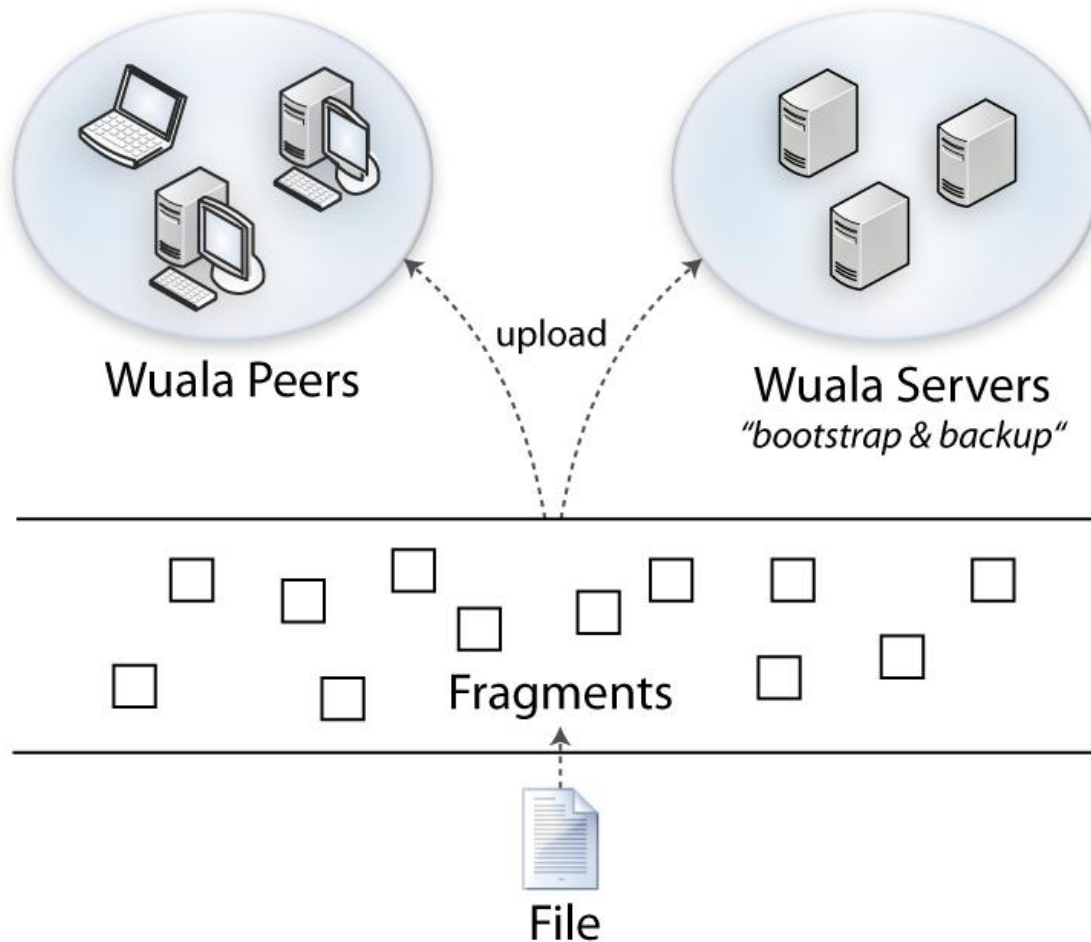 upload
Wuala Peers
Wuala Servers
“bootstrap & backup“
Fragments
File